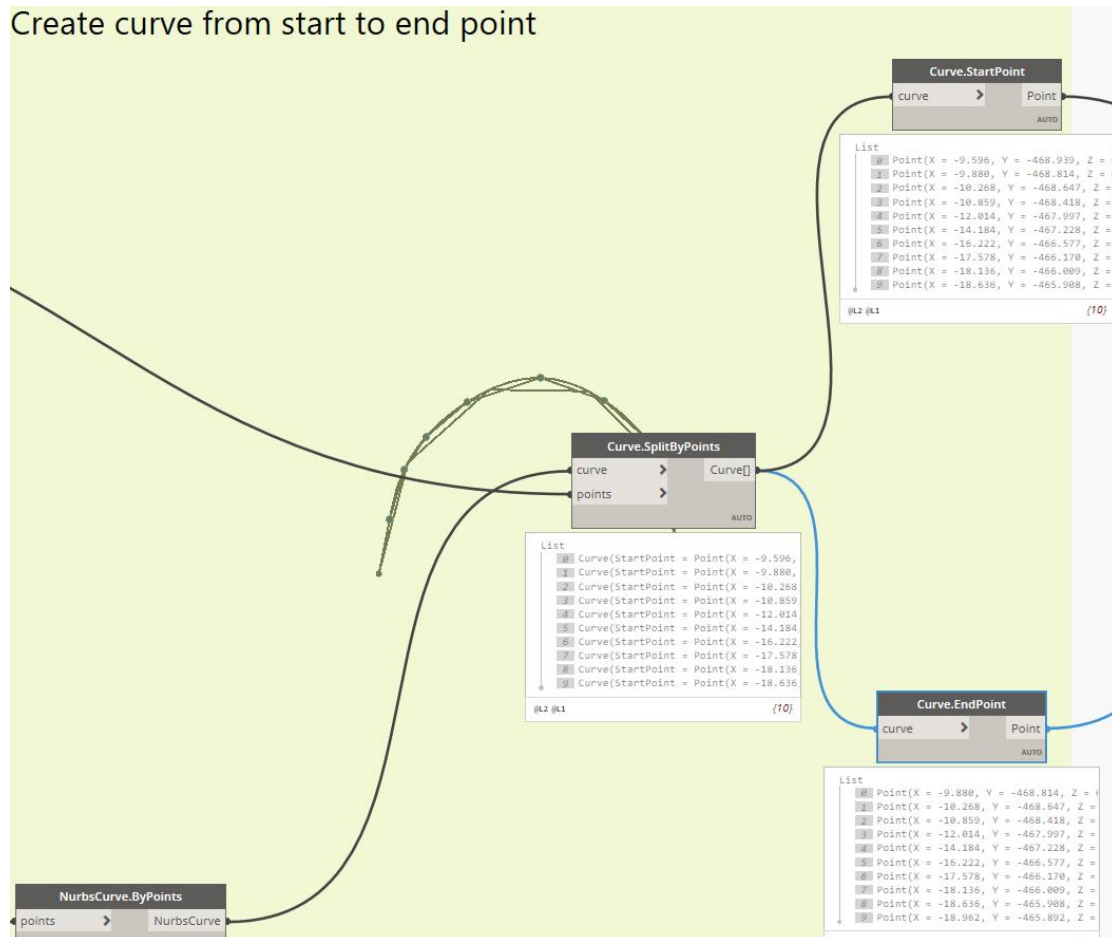 Create curve from start to end point
Curve.StartPoint
curve > Point
AUTO
List
0 Point(X = -9.596, Y = -468.939, Z =
1 Point(X = -9.880, Y = -468.814, Z =
2 Point(X = -10.268, Y = -468.647, Z =
3 Point(X = -10.859, Y = -468.418, Z =
4 Point(X = -12.014, Y = -467.997, Z =
5 Point(X = -14.184, Y = -467.228, Z =
6 Point(X = -16.222, Y = -466.577, Z =
7 Point(X = -17.578, Y = -466.170, Z =
8 Point(X = -18.136, Y = -466.009, Z =
9 Point(X = -18.636, Y = -465.908, Z =
@L2 @L1 {10}
Curve.SplitByPoints
curve > Curve[]
points >
AUTO
List
0 Curve(StartPoint = Point(X = -9.596,
1 Curve(StartPoint = Point(X = -9.880,
2 Curve(StartPoint = Point(X = -10.268
3 Curve(StartPoint = Point(X = -10.859
4 Curve(StartPoint = Point(X = -12.014
5 Curve(StartPoint = Point(X = -14.184
6 Curve(StartPoint = Point(X = -16.222
7 Curve(StartPoint = Point(X = -17.578
8 Curve(StartPoint = Point(X = -18.136
9 Curve(StartPoint = Point(X = -18.636
@L2 @L1 {10}
Curve.EndPoint
curve > Point
AUTO
List
0 Point(X = -9.880, Y = -468.814, Z = 6
1 Point(X = -10.268, Y = -468.647, Z =
2 Point(X = -10.859, Y = -468.418, Z =
3 Point(X = -12.014, Y = -467.997, Z =
4 Point(X = -14.184, Y = -467.228, Z =
5 Point(X = -16.222, Y = -466.577, Z =
6 Point(X = -17.578, Y = -466.170, Z =
7 Point(X = -18.136, Y = -466.009, Z =
8 Point(X = -18.636, Y = -465.908, Z =
9 Point(X = -18.962, Y = -465.892, Z =
NurbsCurve.ByPoints
points > NurbsCurve